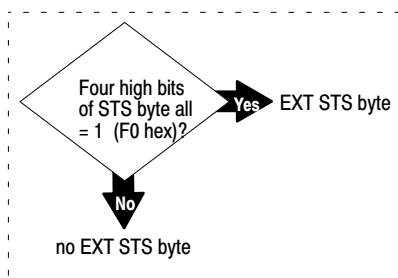 Four high bits
of STS byte all
= 1 (F0 hex)?
Yes
EXT STS byte
No
no EXT STS byte